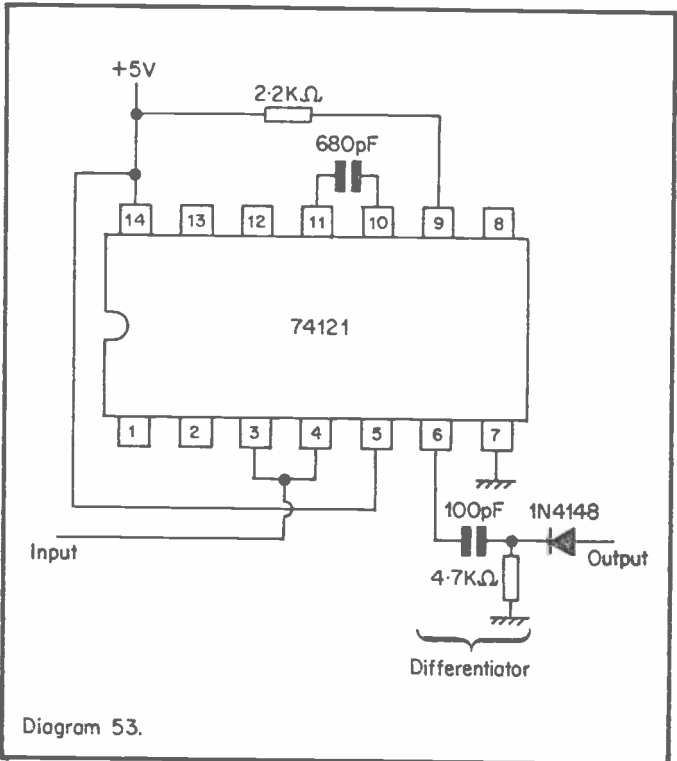 +5V
2·2KΩ
680pF
14 13 12 11 10 9 8
74121
1 2 3 4 5 6 7
100pF 1N4148
Input
Output
4·7KΩ
Differentiator
Diagram 53.